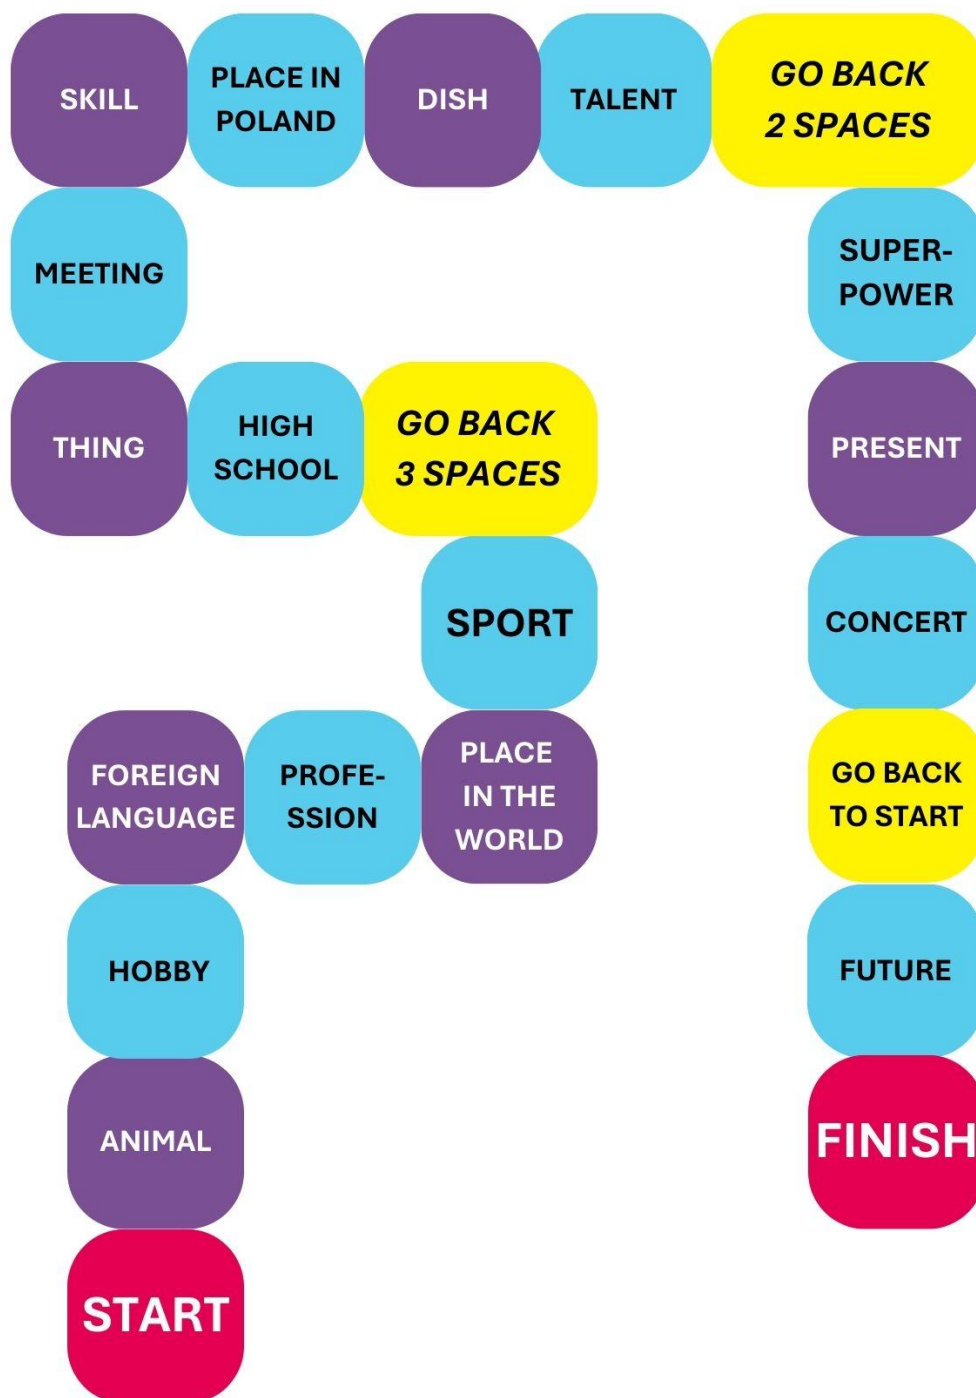 SKILL
PLACE IN
POLAND
DISH
TALENT
GO BACK
2 SPACES
MEETING
SUPER-
POWER
THING
HIGH
SCHOOL
GO BACK
3 SPACES
PRESENT
SPORT
CONCERT
FOREIGN
LANGUAGE
PROFE-
SSION
PLACE
IN THE
WORLD
GO BACK
TO START
HOBBY
FUTURE
ANIMAL
FINISH
START